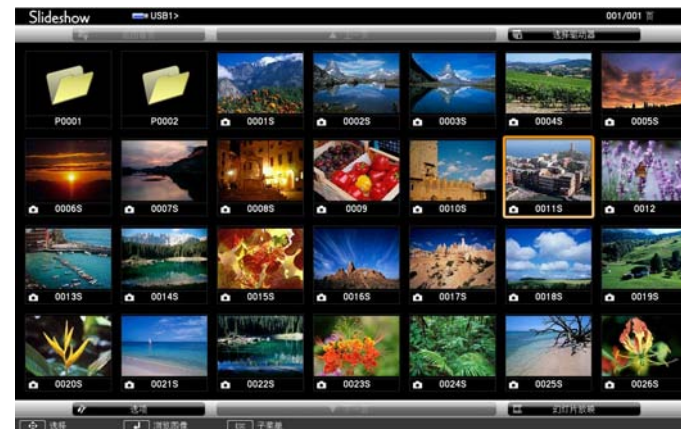 Slideshow USB1> 001/001 页
选择驱动器
P0001 P0002 0001S 0002S 0003S 0004S 0005S
0006S 0007S 0008S 0009 0010S 0011S 0012
0013S 0014S 0015S 0016S 0017S 0018S 0019S
0020S 0021S 0022S 0023S 0024S 0025S 0026S
选项 幻灯片放映
选择 浏览图像 Esc 子菜单